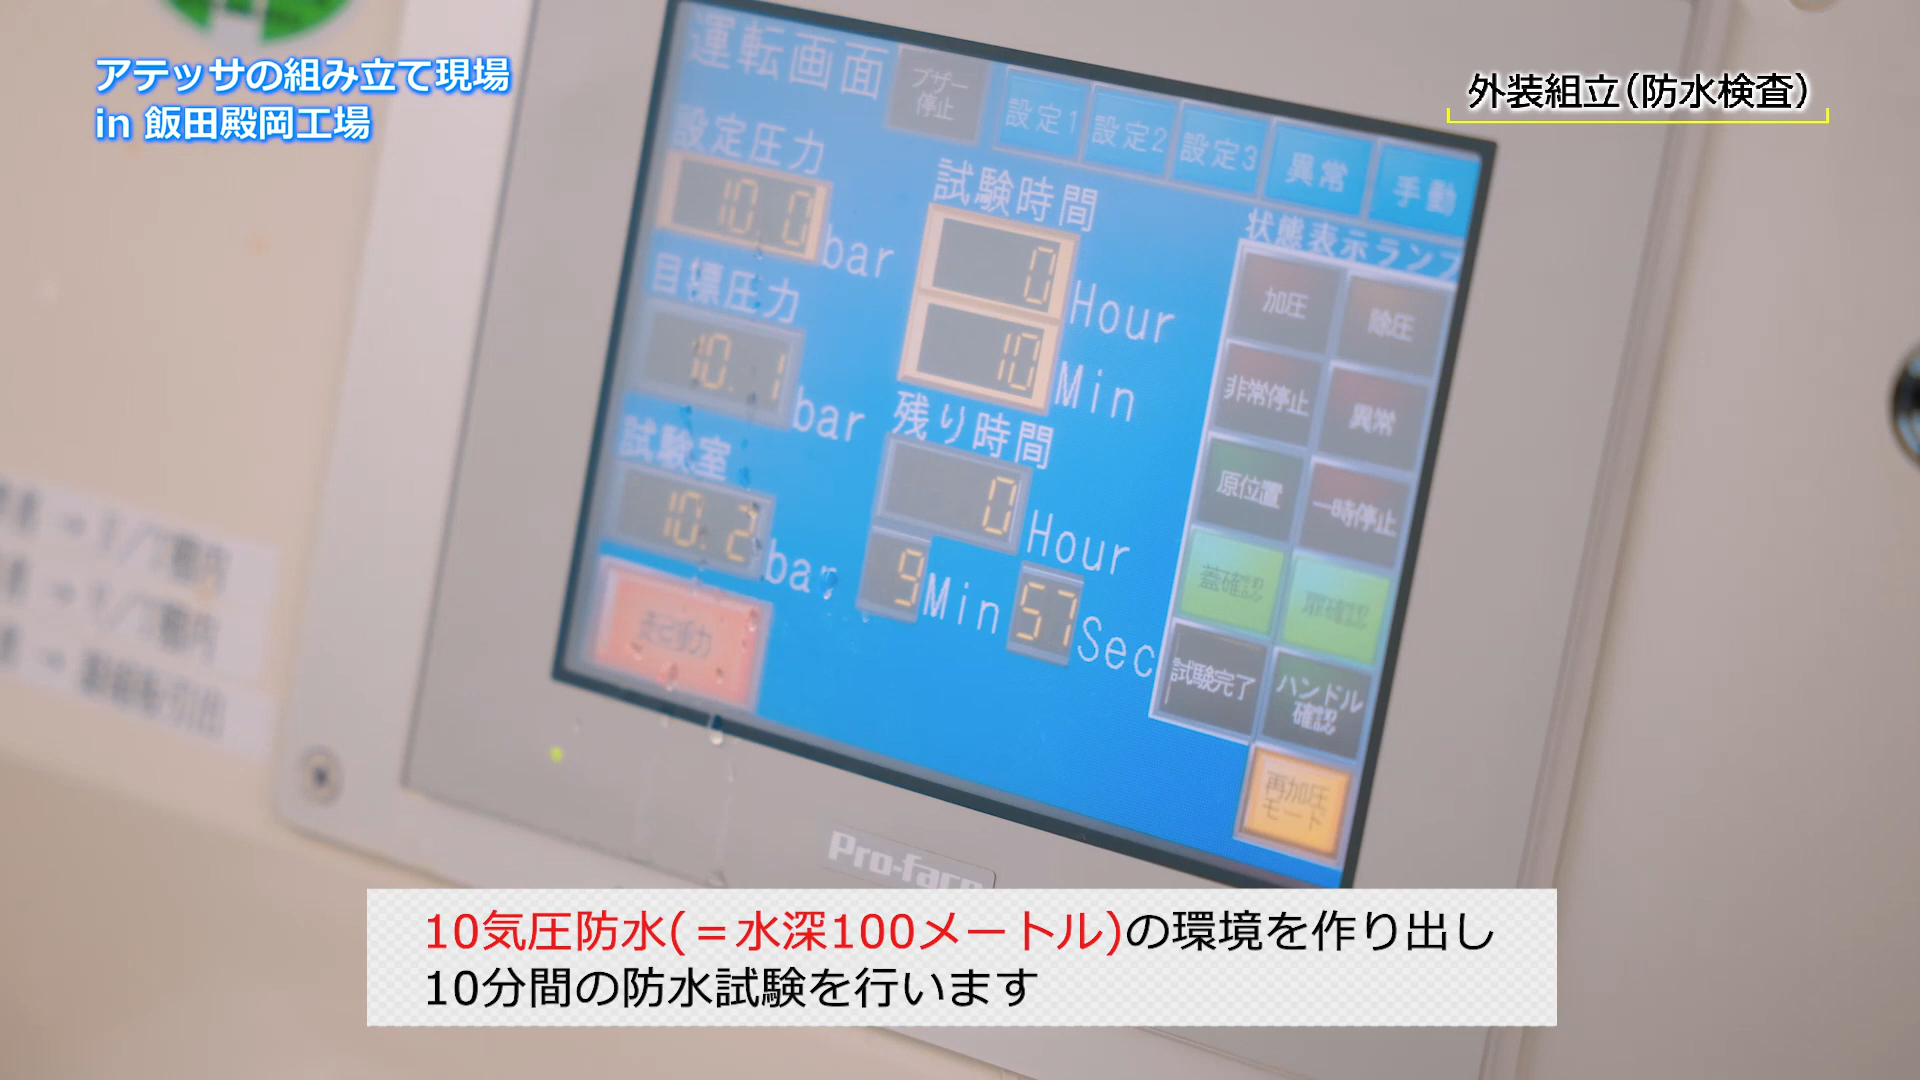 アテッサの組み立て現場
in 飯田殿岡工場
外装組立(防水検査)
運転画面
ブザー
停止
設定1
設定2
設定3
異常
手動
設定圧力
10.0 bar
試験時間
0 Hour
10 Min
目標圧力
10.1 bar
残り時間
0 Hour
9 Min 57 Sec
試験室
10.2 bar
状態表示ランプ
加圧
除圧
非常停止
異常
原位置
一時停止
蓋確認
扉確認
試験完了
ハンドル
確認
再加圧
モード
Pro-face
10気圧防水(=水深100メートル)の環境を作り出し
10分間の防水試験を行います